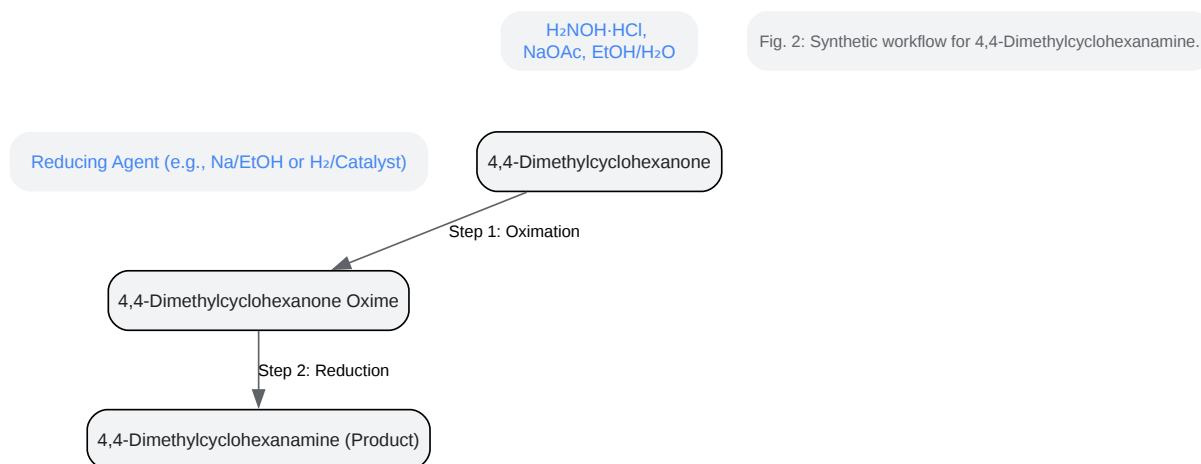 H₂NOH·HCl,
NaOAc, EtOH/H₂O
Fig. 2: Synthetic workflow for 4,4-Dimethylcyclohexanamine.
Reducing Agent (e.g., Na/EtOH or H₂/Catalyst)
4,4-Dimethylcyclohexanone
Step 1: Oximation
4,4-Dimethylcyclohexanone Oxime
Step 2: Reduction
4,4-Dimethylcyclohexanamine (Product)